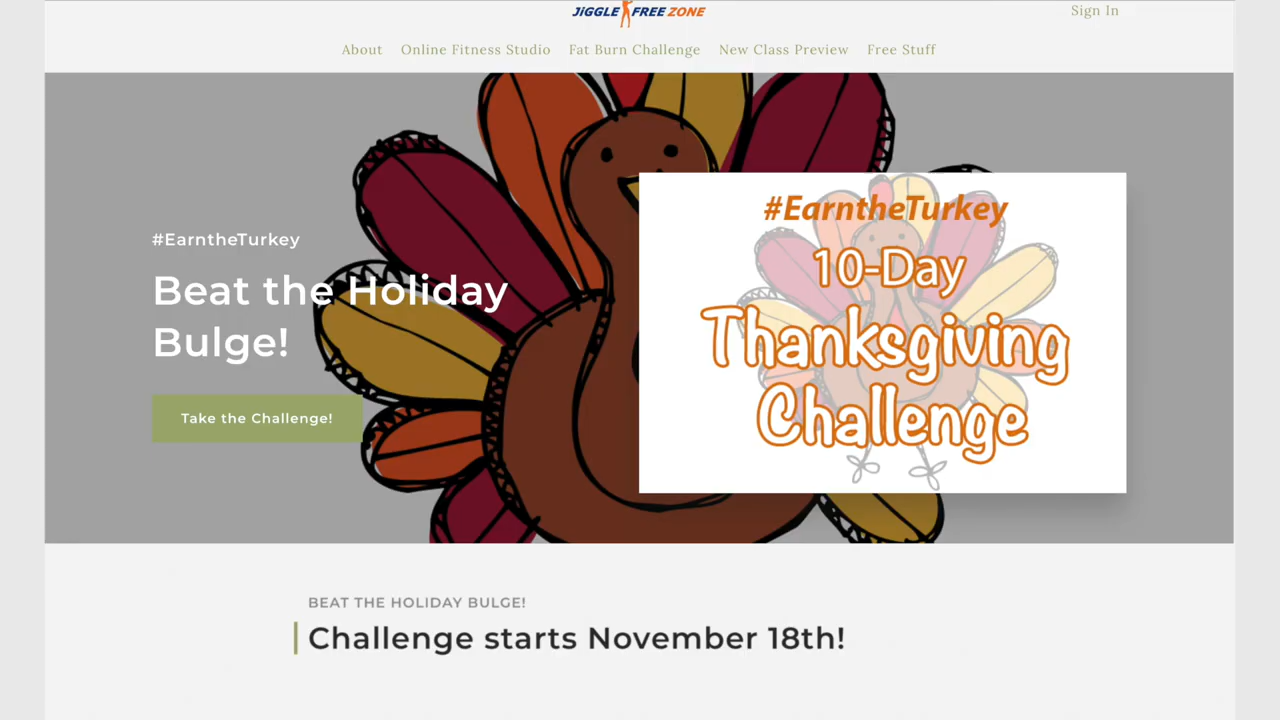 JiGGLE FREE ZONE
Sign In
About Online Fitness Studio Fat Burn Challenge New Class Preview Free Stuff
#EarntheTurkey
Beat the Holiday
Bulge!
Take the Challenge!
#EarntheTurkey
10-Day
Thanksgiving
Challenge
BEAT THE HOLIDAY BULGE!
Challenge starts November 18th!